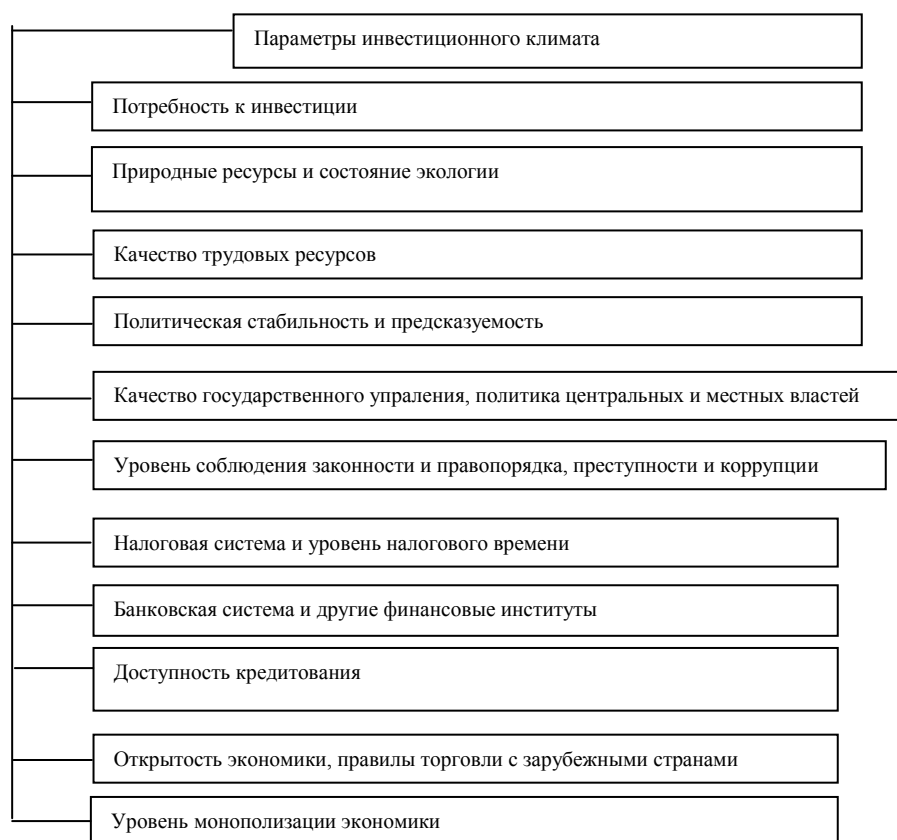 Параметры инвестиционного климата
Потребность к инвестиции
Природные ресурсы и состояние экологии
Качество трудовых ресурсов
Политическая стабильность и предсказуемость
Качество государственного упраления, политика центральных и местных властей
Уровень соблюдения законности и правопорядка, преступности и коррупции
Налоговая система и уровень налогового времени
Банковская система и другие финансовые институты
Доступность кредитования
Открытость экономики, правилы торговли с зарубежными странами
Уровень монополизации экономики